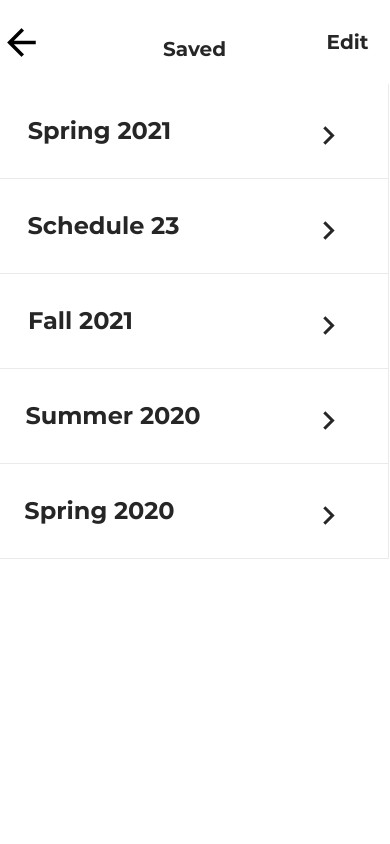 Saved
Edit
Spring 2021
Schedule 23
Fall 2021
Summer 2020
Spring 2020